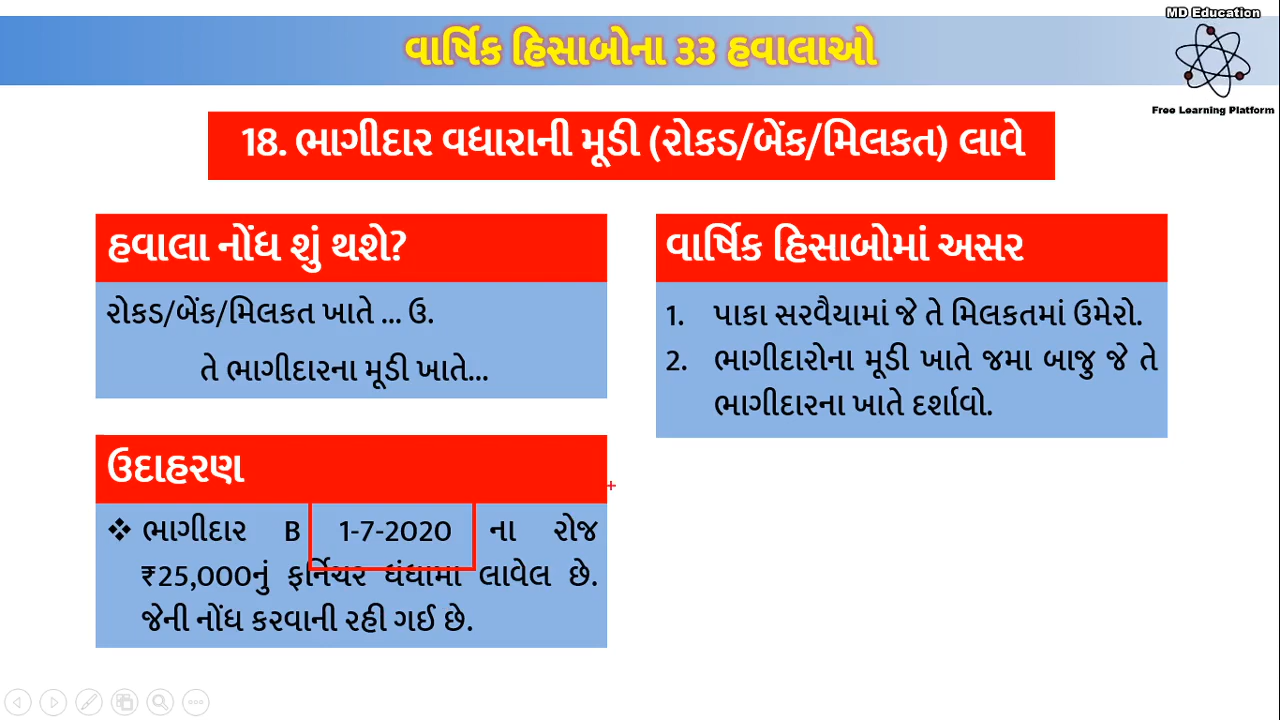 વાર્ષિક હિસાબોના ૩૩ હવાલાઓ
MD Education
Free Learning Platform
18. ભાગીદાર વધારાની મૂડી (રોકડ/બેંક/મિલકત) લાવે
હવાલા નોંધ શું થશે?
રોકડ/બેંક/મિલકત ખાતે ... ઉ.
તે ભાગીદારના મૂડી ખાતે...
વાર્ષિક હિસાબોમાં અસર
1. પાકા સરવૈયામાં જે તે મિલકતમાં ઉમેરો.
2. ભાગીદારોના મૂડી ખાતે જમા બાજુ જે તે
ભાગીદારના ખાતે દર્શાવો.
ઉદાહરણ
❖ ભાગીદાર B 1-7-2020 ના રોજ
₹25,000નું ફર્નિચર ધંધામા લાવેલ છે.
જેની નોંધ કરવાની રહી ગઈ છે.